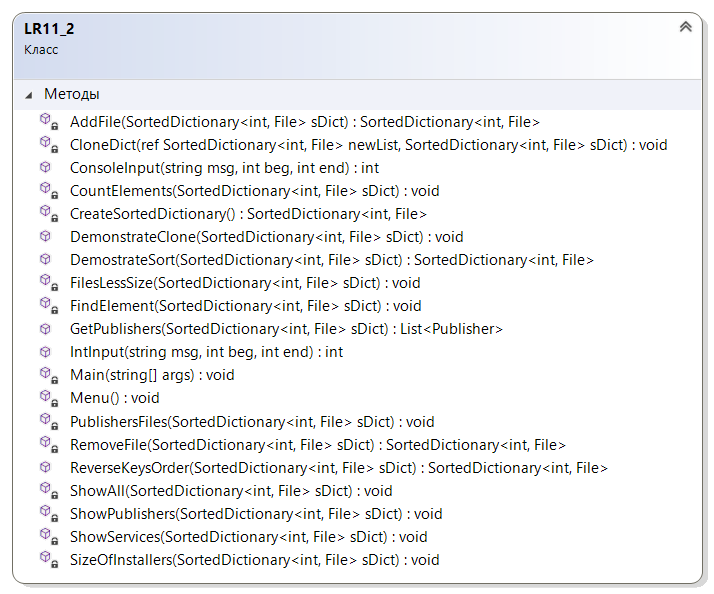 LR11_2
Класс
Методы
AddFile(SortedDictionary<int, File> sDict) : SortedDictionary<int, File>
CloneDict(ref SortedDictionary<int, File> newList, SortedDictionary<int, File> sDict) : void
ConsoleInput(string msg, int beg, int end) : int
CountElements(SortedDictionary<int, File> sDict) : void
CreateSortedDictionary() : SortedDictionary<int, File>
DemonstrateClone(SortedDictionary<int, File> sDict) : void
DemostrateSort(SortedDictionary<int, File> sDict) : SortedDictionary<int, File>
FilesLessSize(SortedDictionary<int, File> sDict) : void
FindElement(SortedDictionary<int, File> sDict) : void
GetPublishers(SortedDictionary<int, File> sDict) : List<Publisher>
IntInput(string msg, int beg, int end) : int
Main(string[] args) : void
Menu() : void
PublishersFiles(SortedDictionary<int, File> sDict) : void
RemoveFile(SortedDictionary<int, File> sDict) : SortedDictionary<int, File>
ReverseKeysOrder(SortedDictionary<int, File> sDict) : SortedDictionary<int, File>
ShowAll(SortedDictionary<int, File> sDict) : void
ShowPublishers(SortedDictionary<int, File> sDict) : void
ShowServices(SortedDictionary<int, File> sDict) : void
SizeOfInstallers(SortedDictionary<int, File> sDict) : void